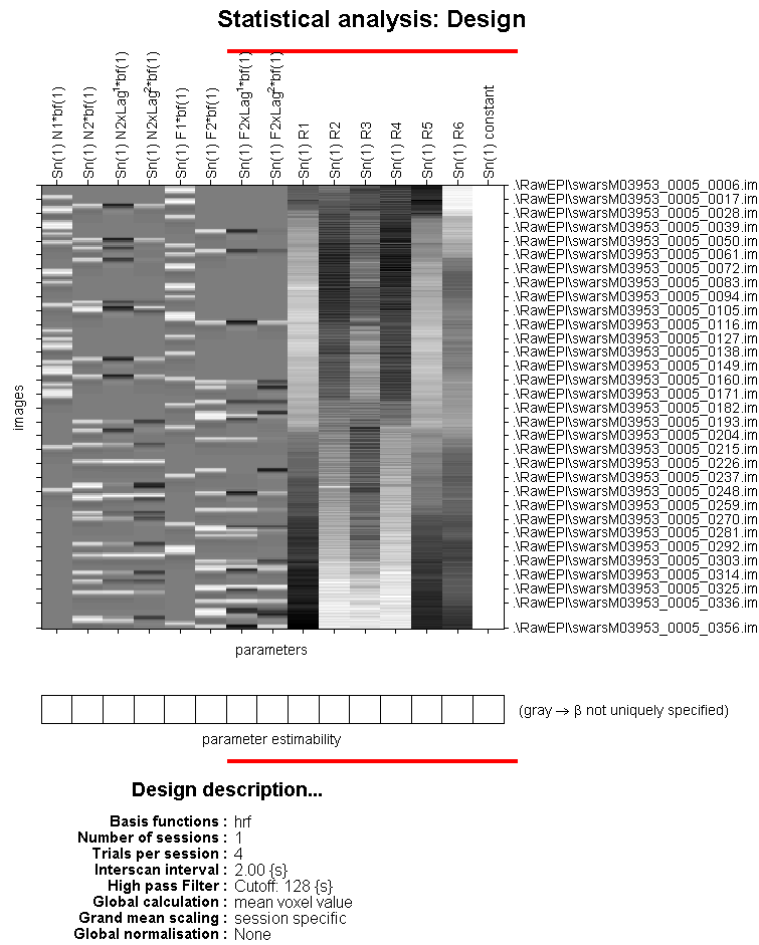 Statistical analysis: Design
Sn(1) N1*bf(1)
Sn(1) N2*bf(1)
Sn(1) N2xLag¹*bf(1)
Sn(1) N2xLag²*bf(1)
Sn(1) F1*bf(1)
Sn(1) F2*bf(1)
Sn(1) F2xLag¹*bf(1)
Sn(1) F2xLag²*bf(1)
Sn(1) R1
Sn(1) R2
Sn(1) R3
Sn(1) R4
Sn(1) R5
Sn(1) R6
Sn(1) constant
images
.\RawEPI\swarsM03953_0005_0006.im
.\RawEPI\swarsM03953_0005_0017.im
.\RawEPI\swarsM03953_0005_0028.im
.\RawEPI\swarsM03953_0005_0039.im
.\RawEPI\swarsM03953_0005_0050.im
.\RawEPI\swarsM03953_0005_0061.im
.\RawEPI\swarsM03953_0005_0072.im
.\RawEPI\swarsM03953_0005_0083.im
.\RawEPI\swarsM03953_0005_0094.im
.\RawEPI\swarsM03953_0005_0105.im
.\RawEPI\swarsM03953_0005_0116.im
.\RawEPI\swarsM03953_0005_0127.im
.\RawEPI\swarsM03953_0005_0138.im
.\RawEPI\swarsM03953_0005_0149.im
.\RawEPI\swarsM03953_0005_0160.im
.\RawEPI\swarsM03953_0005_0171.im
.\RawEPI\swarsM03953_0005_0182.im
.\RawEPI\swarsM03953_0005_0193.im
.\RawEPI\swarsM03953_0005_0204.im
.\RawEPI\swarsM03953_0005_0215.im
.\RawEPI\swarsM03953_0005_0226.im
.\RawEPI\swarsM03953_0005_0237.im
.\RawEPI\swarsM03953_0005_0248.im
.\RawEPI\swarsM03953_0005_0259.im
.\RawEPI\swarsM03953_0005_0270.im
.\RawEPI\swarsM03953_0005_0281.im
.\RawEPI\swarsM03953_0005_0292.im
.\RawEPI\swarsM03953_0005_0303.im
.\RawEPI\swarsM03953_0005_0314.im
.\RawEPI\swarsM03953_0005_0325.im
.\RawEPI\swarsM03953_0005_0336.im
.\RawEPI\swarsM03953_0005_0356.im
parameters
(gray → β not uniquely specified)
parameter estimability
Design description...
Basis functions : hrf
Number of sessions : 1
Trials per session : 4
Interscan interval : 2.00 {s}
High pass Filter : Cutoff: 128 {s}
Global calculation : mean voxel value
Grand mean scaling : session specific
Global normalisation : None